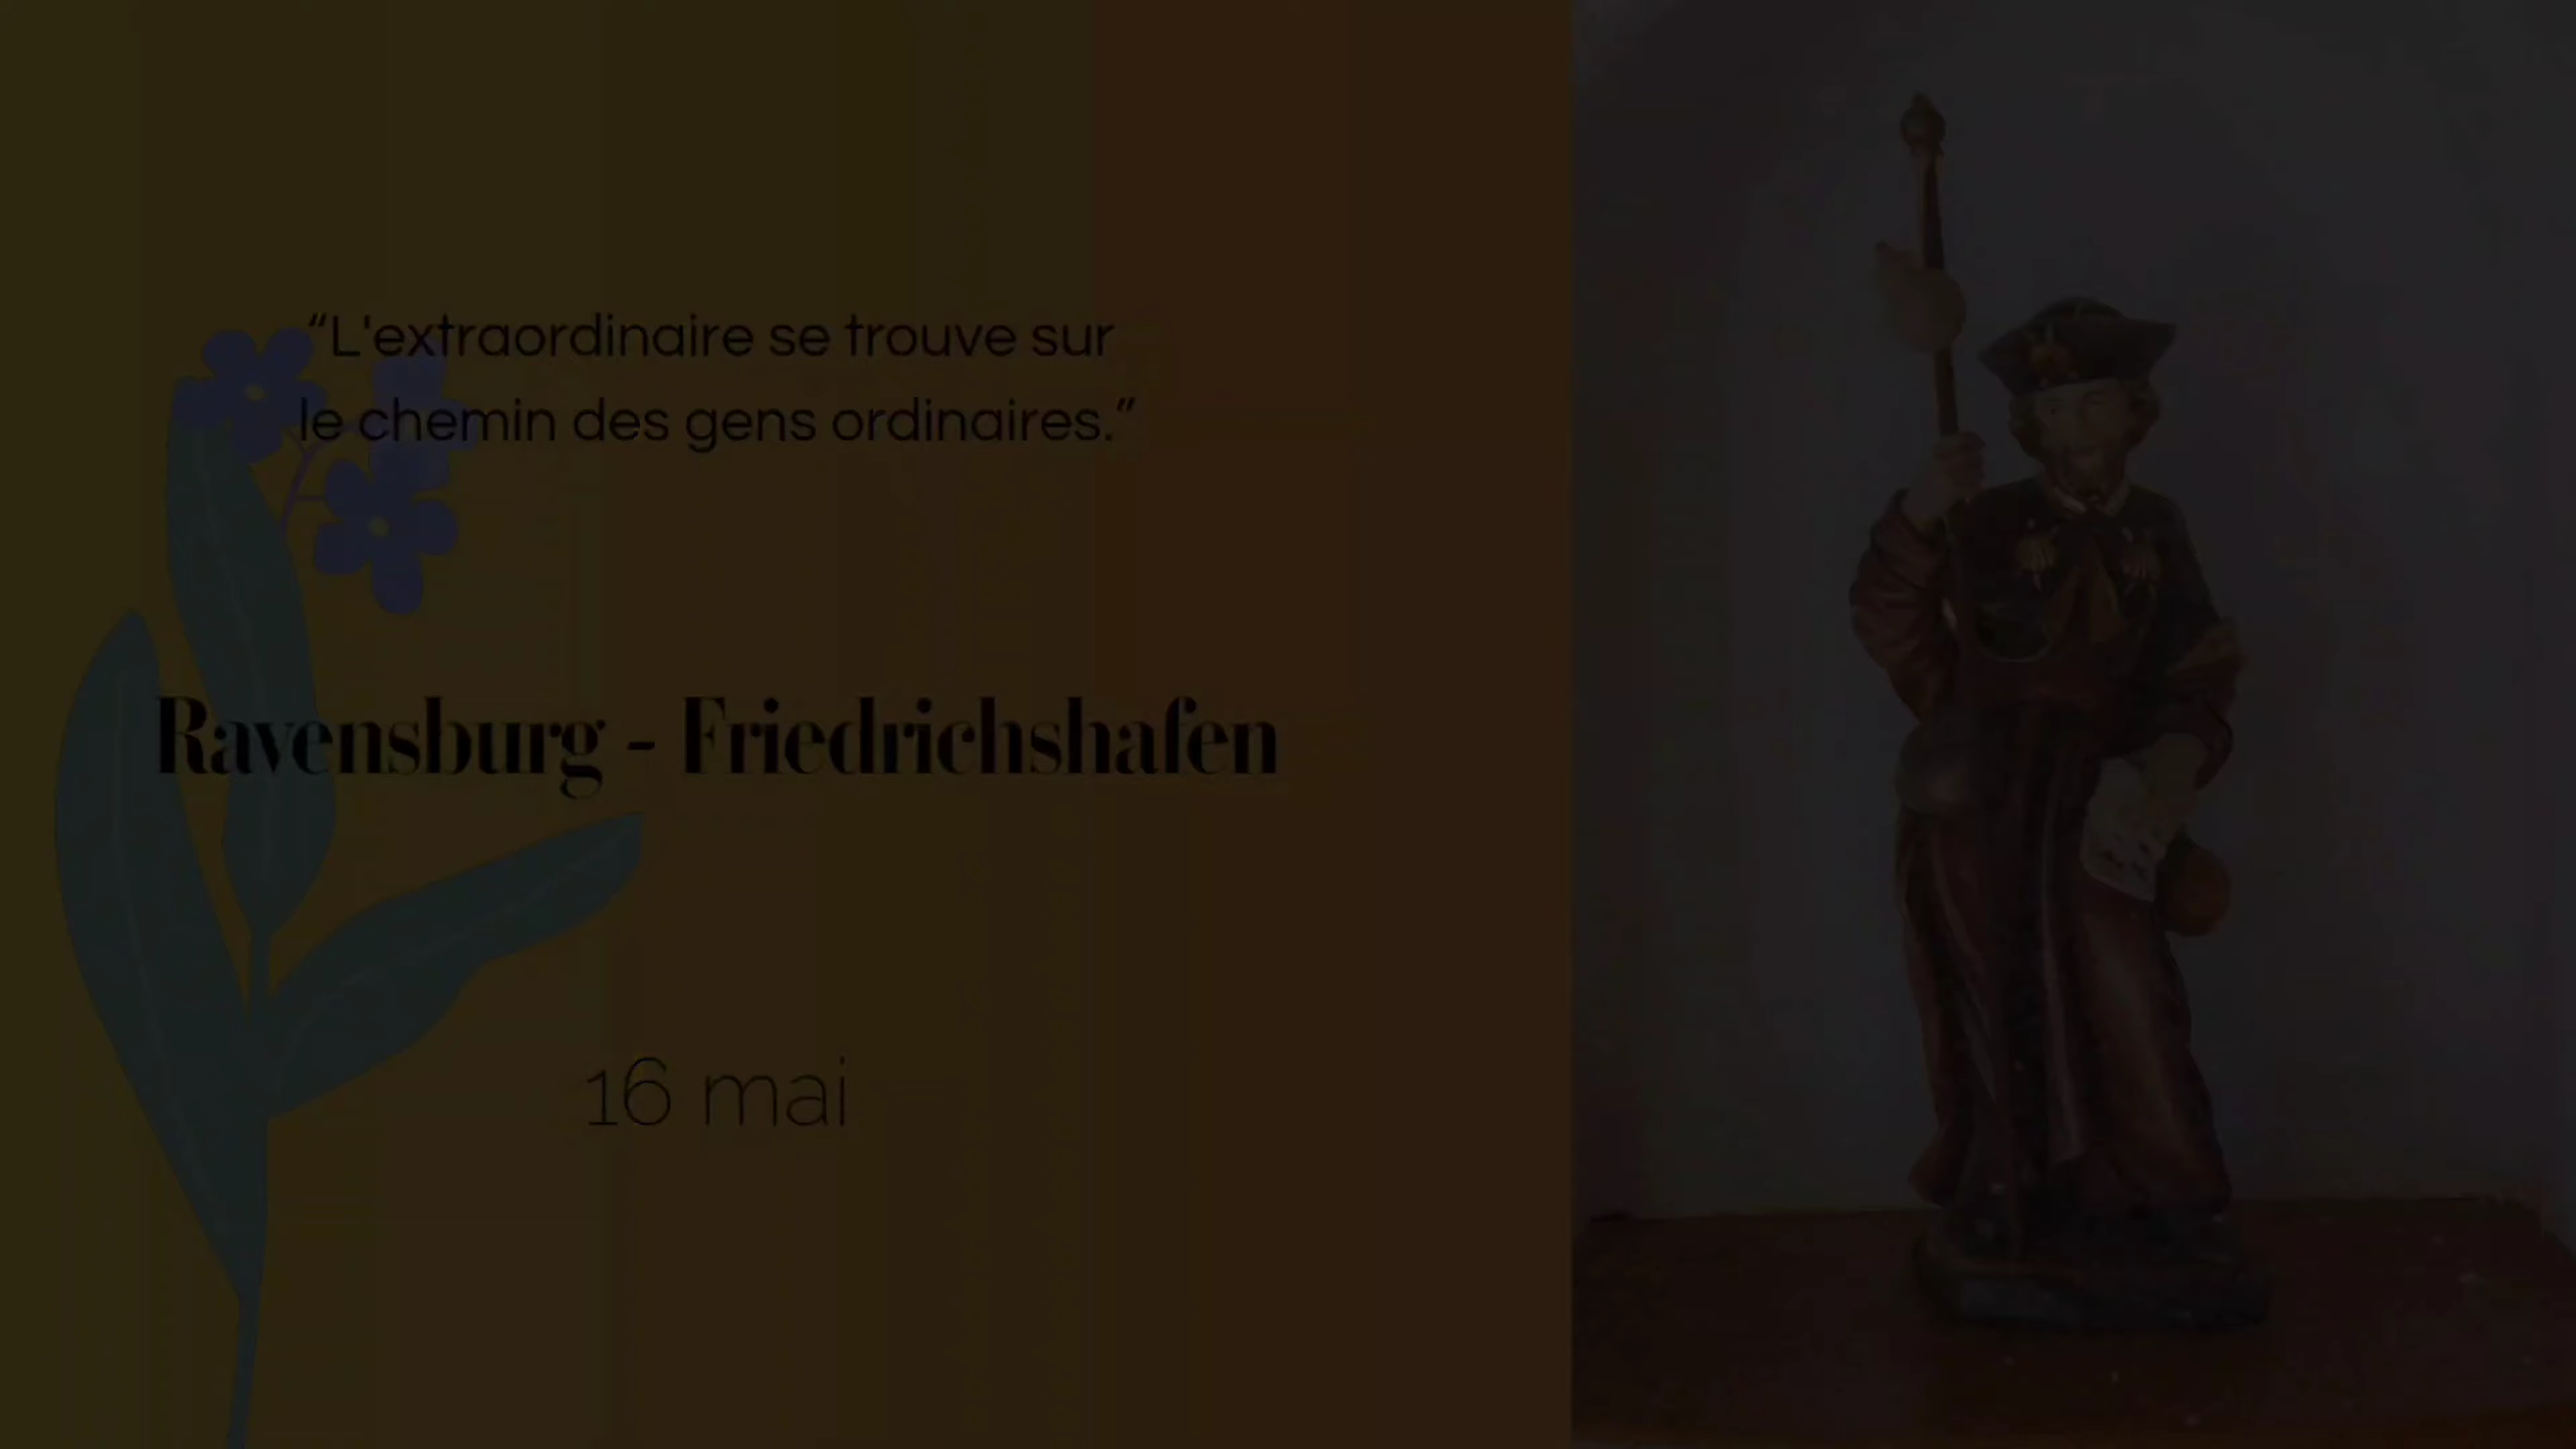 “L'extraordinaire se trouve sur
le chemin des gens ordinaires.”
Ravensburg - Friedrichshafen
16 mai